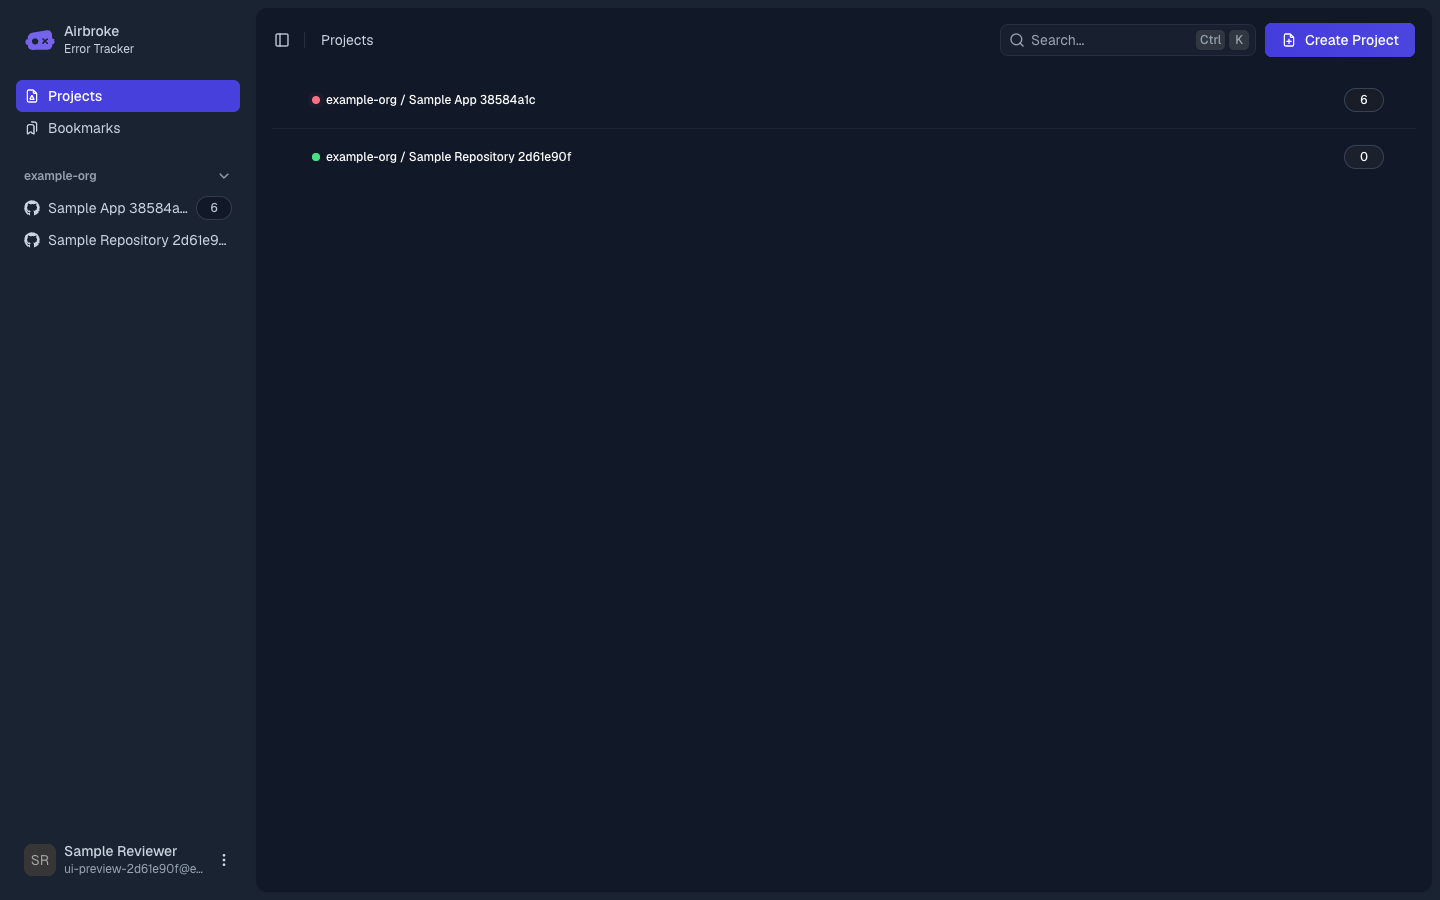 Airbroke
Error Tracker
Projects
Bookmarks
example-org
Sample App 38584a... 6
Sample Repository 2d61e9...
Sample Reviewer
SR
ui-preview-2d61e90f@e...
Projects
Search...
Ctrl K
Create Project
example-org / Sample App 38584a1c 6
example-org / Sample Repository 2d61e90f 0